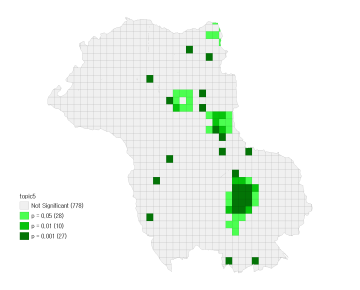 topic5
Not Significant (778)
p = 0,05 (28)
p = 0,01 (10)
p = 0,001 (27)